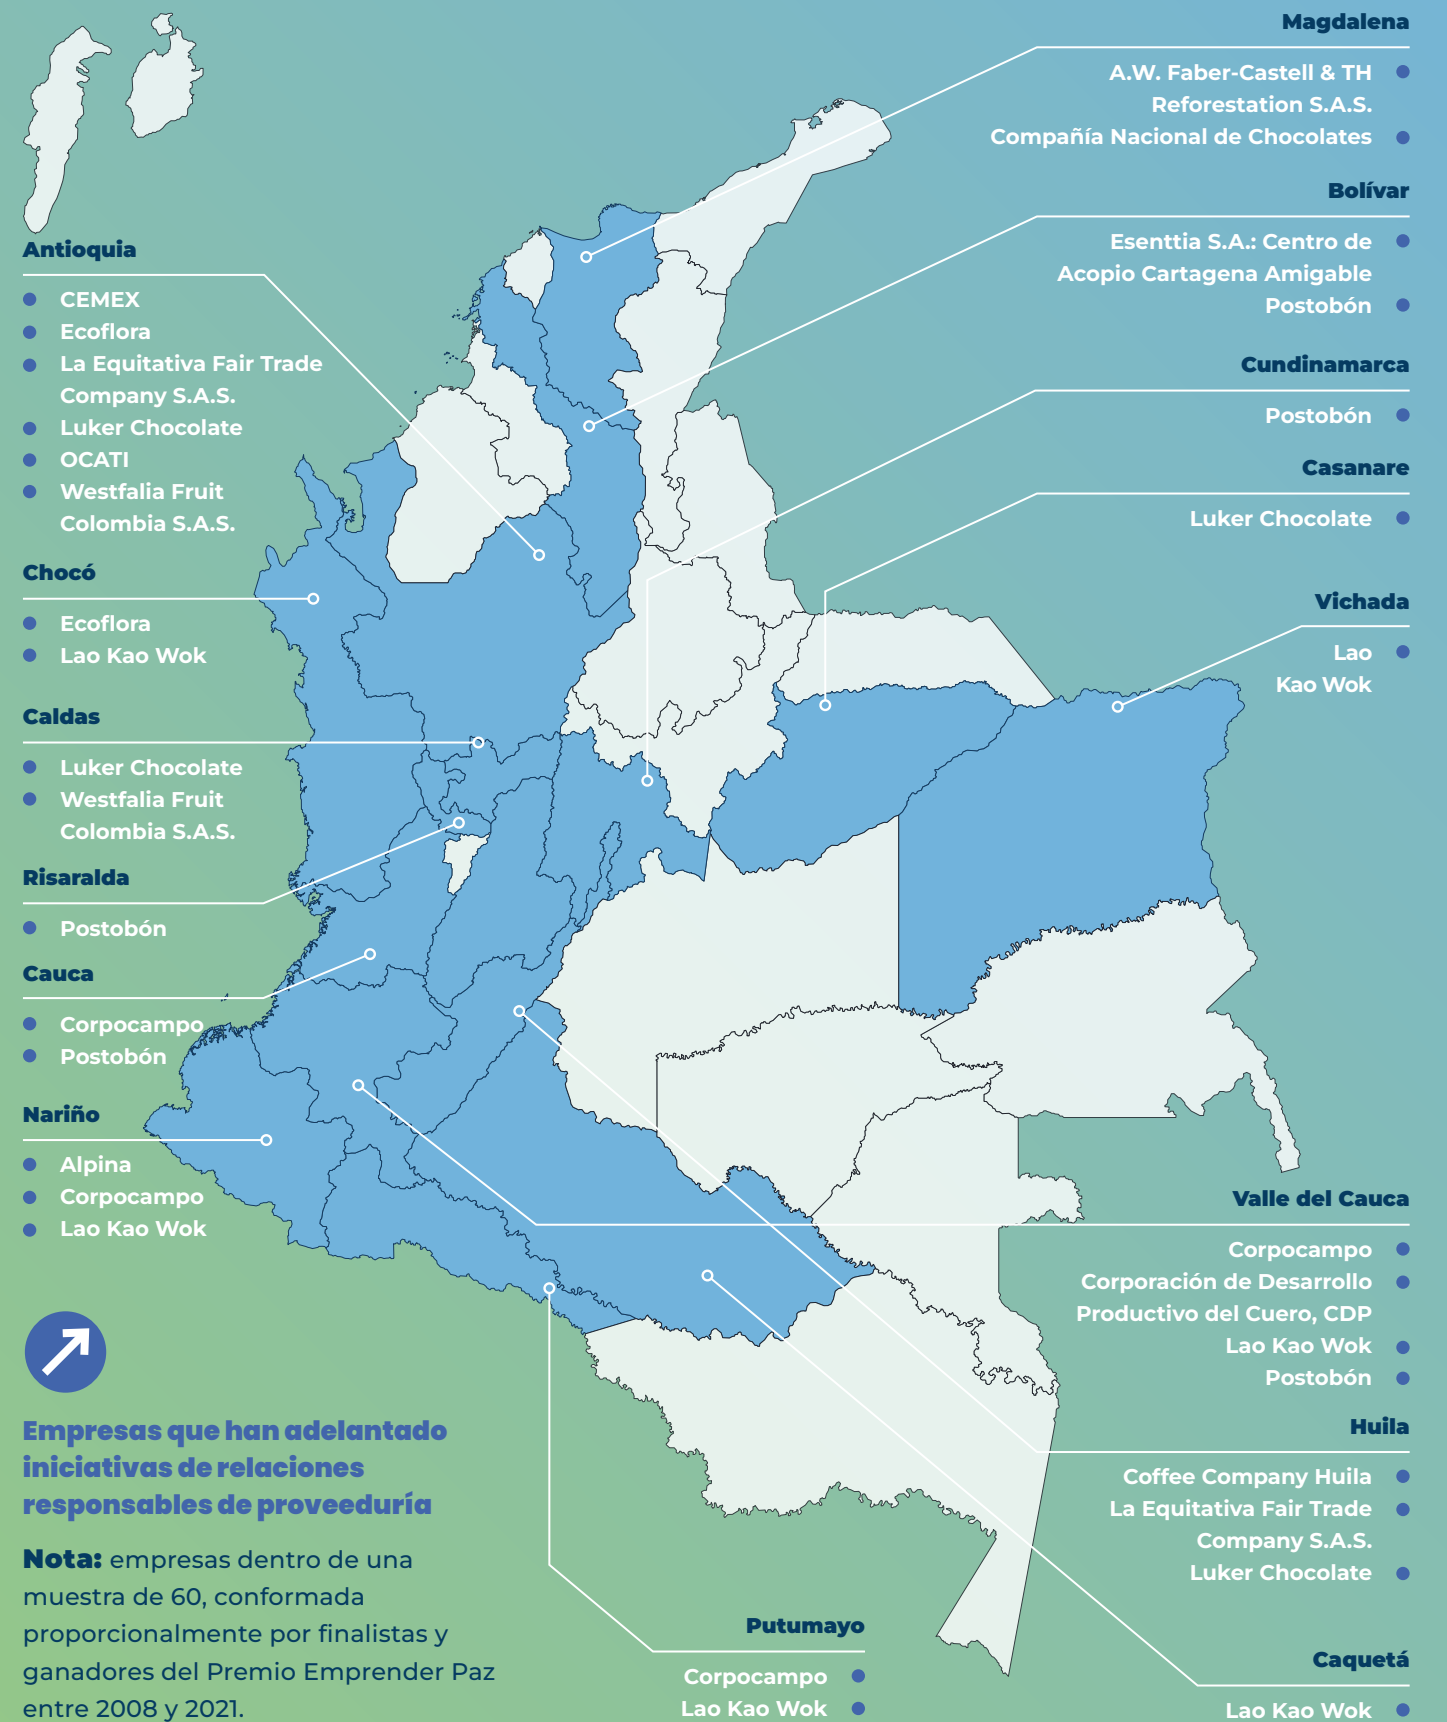 Antioquia
CEMEX
Ecoflora
La Equitativa Fair Trade
Company S.A.S.
Luker Chocolate
OCATI
Westfalia Fruit
Colombia S.A.S.
Chocó
Ecoflora
Lao Kao Wok
Caldas
Luker Chocolate
Westfalia Fruit
Colombia S.A.S.
Risaralda
Postobón
Cauca
Corpocampo
Postobón
Nariño
Alpina
Corpocampo
Lao Kao Wok
Empresas que han adelantado
iniciativas de relaciones
responsables de proveeduría
Nota: empresas dentro de una
muestra de 60, conformada
proporcionalmente por finalistas y
ganadores del Premio Emprender Paz
entre 2008 y 2021.
Magdalena
A.W. Faber-Castell & TH
Reforestation S.A.S.
Compañía Nacional de Chocolates
Bolívar
Esenttia S.A.: Centro de
Acopio Cartagena Amigable
Postobón
Cundinamarca
Postobón
Casanare
Luker Chocolate
Vichada
Lao
Kao Wok
Valle del Cauca
Corpocampo
Corporación de Desarrollo
Productivo del Cuero, CDP
Lao Kao Wok
Postobón
Huila
Coffee Company Huila
La Equitativa Fair Trade
Company S.A.S.
Luker Chocolate
Putumayo
Corpocampo
Lao Kao Wok
Caquetá
Lao Kao Wok